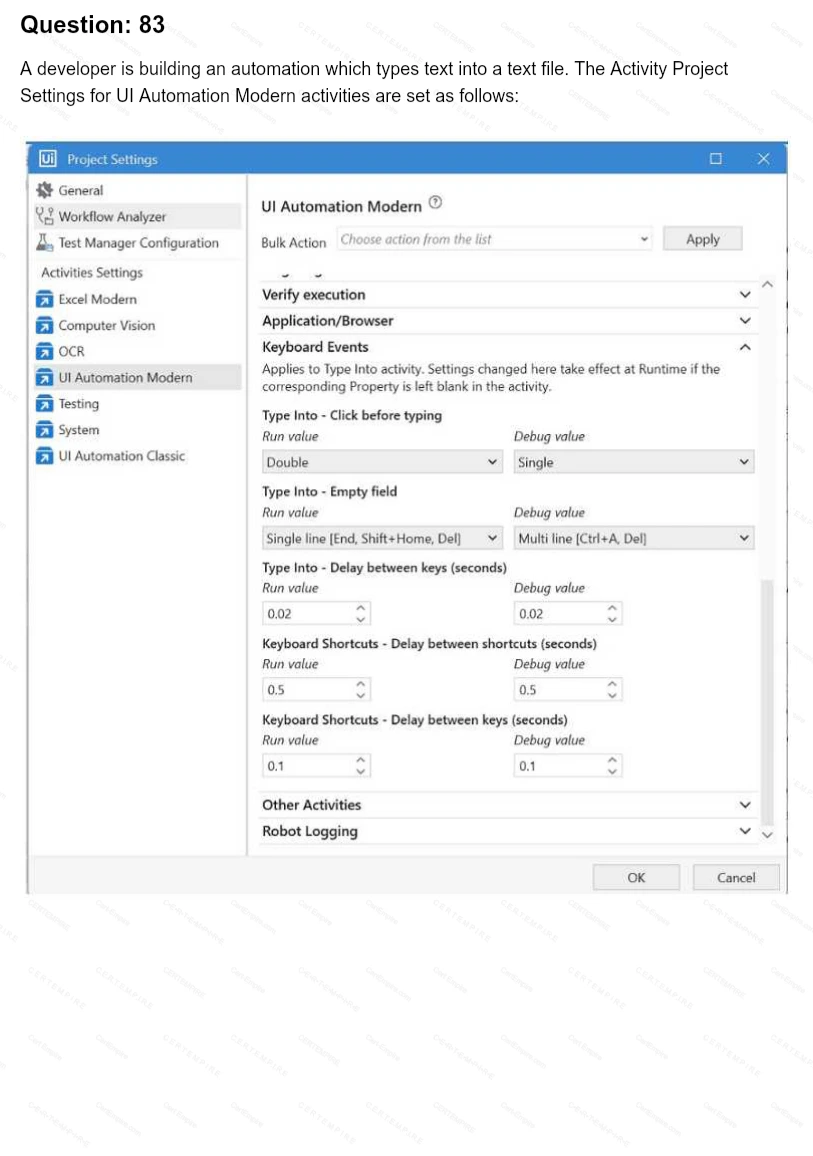 Question: 83
A developer is building an automation which types text into a text file. The Activity Project
Settings for UI Automation Modern activities are set as follows:
Ui Project Settings
General
Workflow Analyzer
Test Manager Configuration
Activities Settings
Excel Modern
Computer Vision
OCR
UI Automation Modern
Testing
System
UI Automation Classic
UI Automation Modern ?
Bulk Action Choose action from the list Apply
Verify execution
Application/Browser
Keyboard Events
Applies to Type Into activity. Settings changed here take effect at Runtime if the
corresponding Property is left blank in the activity.
Type Into - Click before typing
Run value Debug value
Double Single
Type Into - Empty field
Run value Debug value
Single line [End, Shift+Home, Del] Multi line [Ctrl+A, Del]
Type Into - Delay between keys (seconds)
Run value Debug value
0.02 0.02
Keyboard Shortcuts - Delay between shortcuts (seconds)
Run value Debug value
0.5 0.5
Keyboard Shortcuts - Delay between keys (seconds)
Run value Debug value
0.1 0.1
Other Activities
Robot Logging
OK Cancel